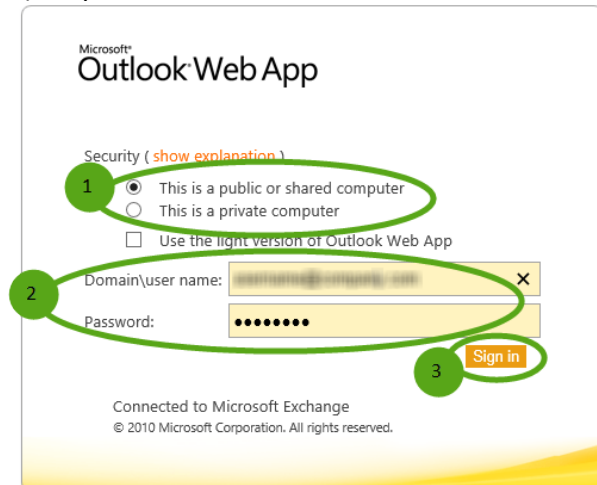 Microsoft®
Outlook Web App
Security ( show explanation )
1
This is a public or shared computer
This is a private computer
Use the light version of Outlook Web App
2
Domain\user name:
Password:
Sign in
3
Connected to Microsoft Exchange
© 2010 Microsoft Corporation. All rights reserved.